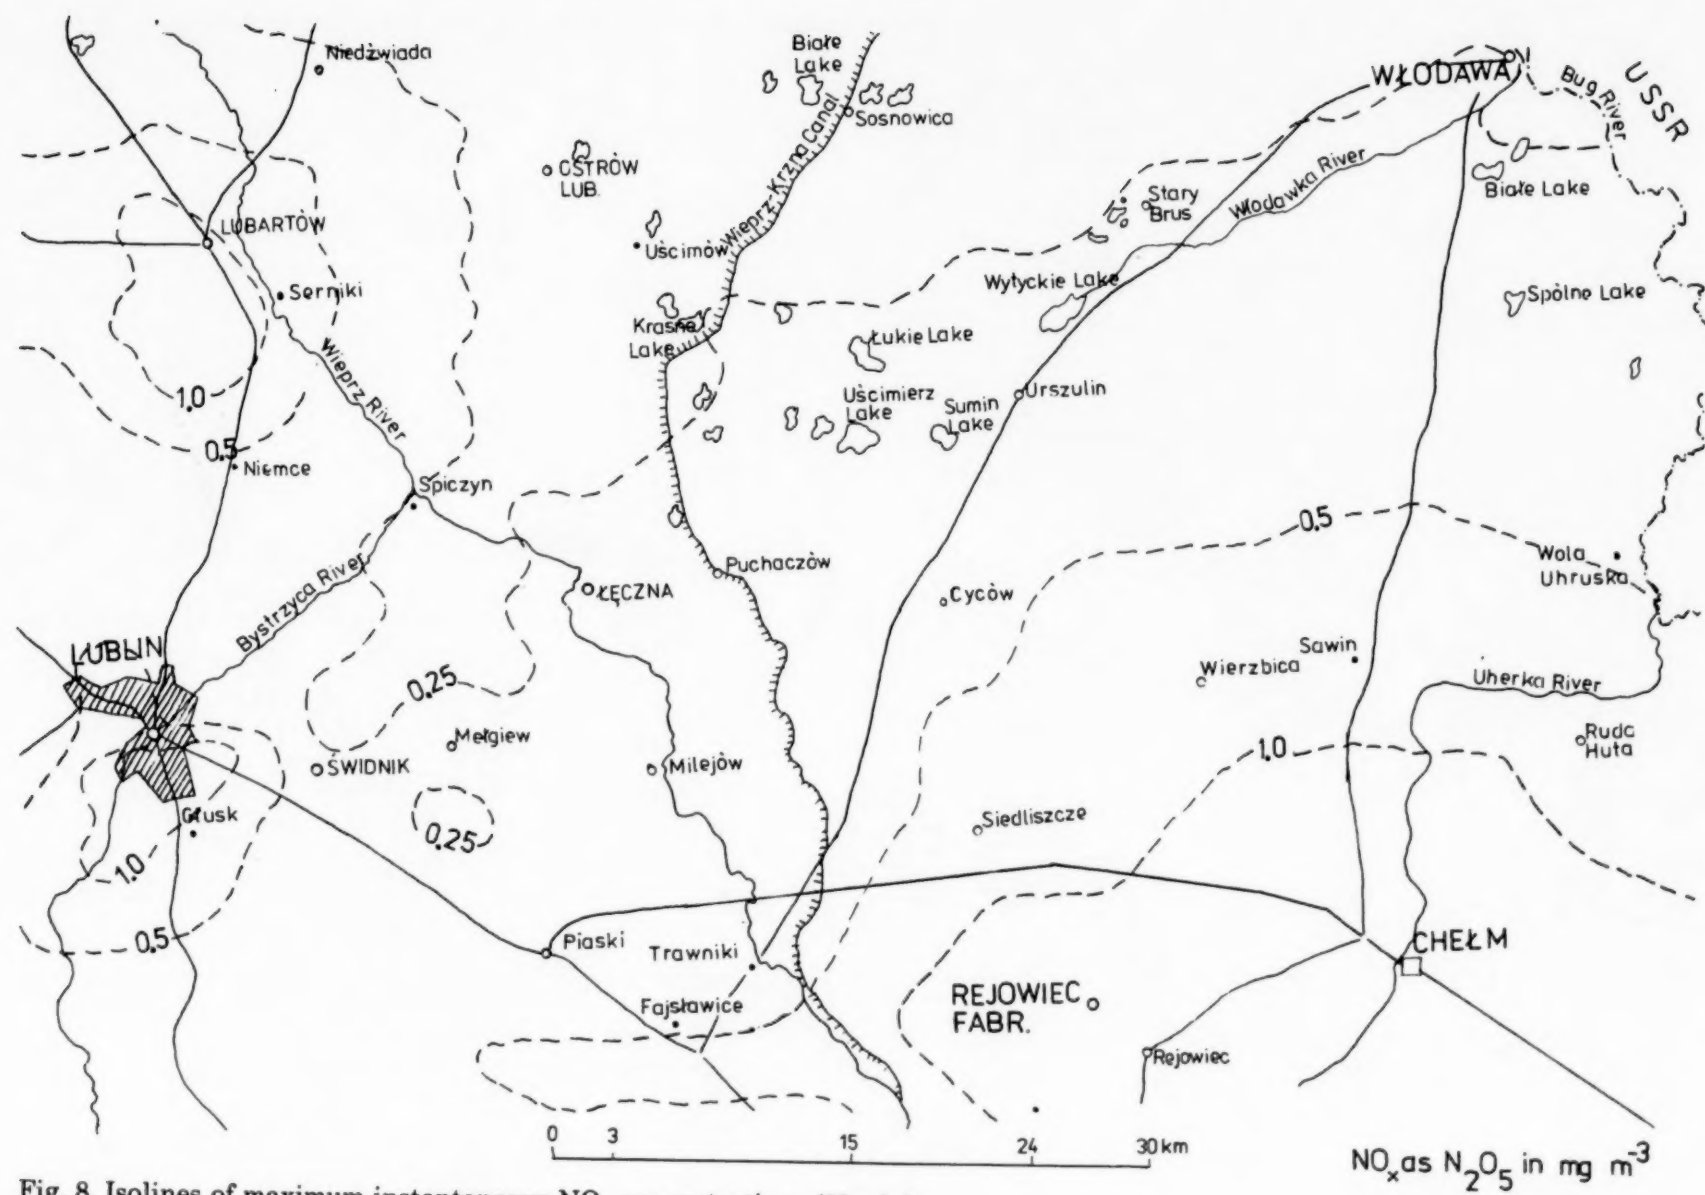 Niedźwiada
Białe
Lake
WŁODAWA
Bug River
USSR
Sosnowica
Wieprz-Krzna Canal
OSTRÓW
LUB.
Włodawka River
Stary
Brus
Białe Lake
LUBARTÓW
Uścimów
Serniki
Wytyckie Lake
Spólne Lake
Krasne
Lake
Łukie Lake
Wieprz River
1.0
Uścimierz
Lake
Sumin
Lake
Urszulin
0.5
Niemce
Spiczyn
0.5
Puchaczów
Wola
Uhruska
Bystrzyca River
ŁĘCZNA
Cyców
LUBLIN
0.25
Wierzbica
Sawin
Uherka River
Mełgiew
ŚWIDNIK
Milejów
1.0
Ruda
Huta
Głusk
0.25
Siedliszcze
1.0
0.5
Piaski
Trawniki
CHEŁM
Fajsławice
REJOWIEC
FABR.
Rejowiec
0 3 15 24 30 km
NOₓ as N₂O₅ in mg m⁻³
Fig. 8. Isolines of maximum instantaneous NO